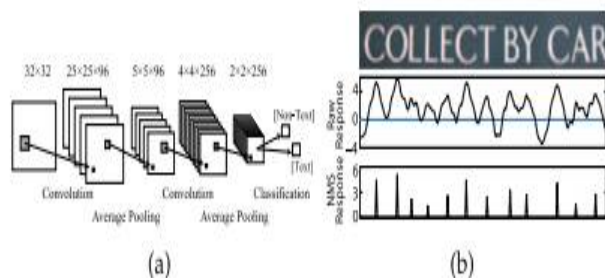 32×32 25×25×96 5×5×96 4×4×256 2×2×256
[Non-Text]
[Text]
Convolution Convolution Classification
Average Pooling Average Pooling
(a)
COLLECT BY CAR
Raw Response
4
0
-4
NMS Response
6
3
0
(b)